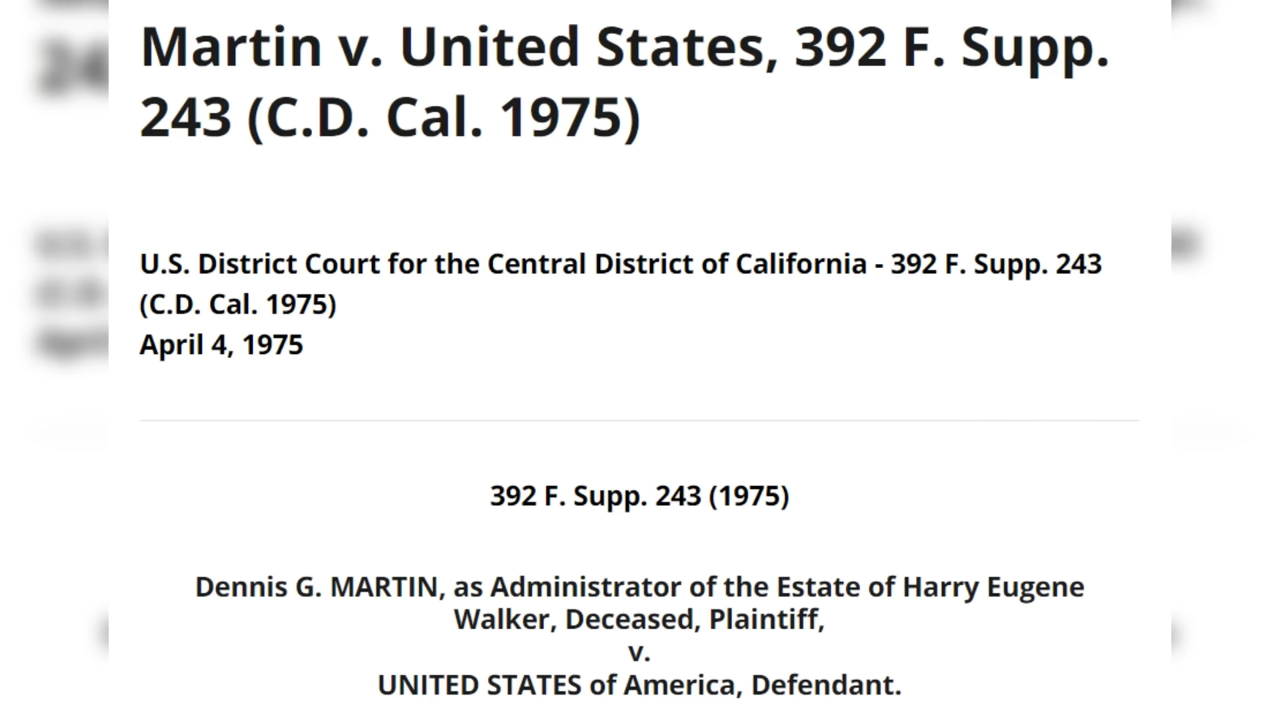 Martin v. United States, 392 F. Supp.
243 (C.D. Cal. 1975)
U.S. District Court for the Central District of California - 392 F. Supp. 243
(C.D. Cal. 1975)
April 4, 1975
392 F. Supp. 243 (1975)
Dennis G. MARTIN, as Administrator of the Estate of Harry Eugene
Walker, Deceased, Plaintiff,
v.
UNITED STATES of America, Defendant.